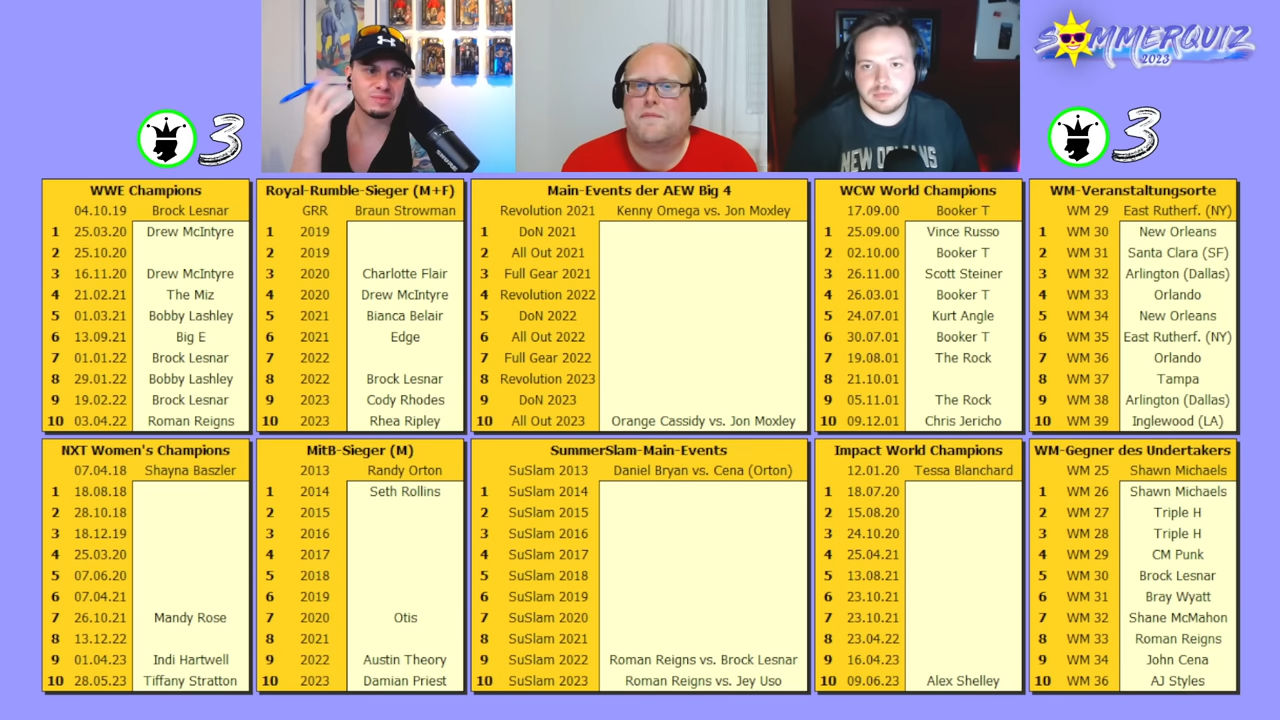 SOMMERQUIZ
2023
3
3
NEW ORLEANS
WWE Champions
04.10.19 Brock Lesnar
1 25.03.20 Drew McIntyre
2 25.10.20
3 16.11.20 Drew McIntyre
4 21.02.21 The Miz
5 01.03.21 Bobby Lashley
6 13.09.21 Big E
7 01.01.22 Brock Lesnar
8 29.01.22 Bobby Lashley
9 19.02.22 Brock Lesnar
10 03.04.22 Roman Reigns
Royal-Rumble-Sieger (M+F)
GRR Braun Strowman
1 2019
2 2019
3 2020 Charlotte Flair
4 2020 Drew McIntyre
5 2021 Bianca Belair
6 2021 Edge
7 2022
8 2022 Brock Lesnar
9 2023 Cody Rhodes
10 2023 Rhea Ripley
Main-Events der AEW Big 4
Revolution 2021 Kenny Omega vs. Jon Moxley
1 DoN 2021
2 All Out 2021
3 Full Gear 2021
4 Revolution 2022
5 DoN 2022
6 All Out 2022
7 Full Gear 2022
8 Revolution 2023
9 DoN 2023
10 All Out 2023 Orange Cassidy vs. Jon Moxley
WCW World Champions
17.09.00 Booker T
1 25.09.00 Vince Russo
2 02.10.00 Booker T
3 26.11.00 Scott Steiner
4 26.03.01 Booker T
5 24.07.01 Kurt Angle
6 30.07.01 Booker T
7 19.08.01 The Rock
8 21.10.01
9 05.11.01 The Rock
10 09.12.01 Chris Jericho
WM-Veranstaltungsorte
WM 29 East Rutherf. (NY)
1 WM 30 New Orleans
2 WM 31 Santa Clara (SF)
3 WM 32 Arlington (Dallas)
4 WM 33 Orlando
5 WM 34 New Orleans
6 WM 35 East Rutherf. (NY)
7 WM 36 Orlando
8 WM 37 Tampa
9 WM 38 Arlington (Dallas)
10 WM 39 Inglewood (LA)
NXT Women's Champions
07.04.18 Shayna Baszler
1 18.08.18
2 28.10.18
3 18.12.19
4 25.03.20
5 07.06.20
6 07.04.21
7 26.10.21 Mandy Rose
8 13.12.22
9 01.04.23 Indi Hartwell
10 28.05.23 Tiffany Stratton
MitB-Sieger (M)
2013 Randy Orton
1 2014 Seth Rollins
2 2015
3 2016
4 2017
5 2018
6 2019
7 2020 Otis
8 2021
9 2022 Austin Theory
10 2023 Damian Priest
SummerSlam-Main-Events
SuSlam 2013 Daniel Bryan vs. Cena (Orton)
1 SuSlam 2014
2 SuSlam 2015
3 SuSlam 2016
4 SuSlam 2017
5 SuSlam 2018
6 SuSlam 2019
7 SuSlam 2020
8 SuSlam 2021
9 SuSlam 2022 Roman Reigns vs. Brock Lesnar
10 SuSlam 2023 Roman Reigns vs. Jey Uso
Impact World Champions
12.01.20 Tessa Blanchard
1 18.07.20
2 15.08.20
3 24.10.20
4 25.04.21
5 13.08.21
6 23.10.21
7 23.10.21
8 23.04.22
9 16.04.23
10 09.06.23 Alex Shelley
WM-Gegner des Undertakers
WM 25 Shawn Michaels
1 WM 26 Shawn Michaels
2 WM 27 Triple H
3 WM 28 Triple H
4 WM 29 CM Punk
5 WM 30 Brock Lesnar
6 WM 31 Bray Wyatt
7 WM 32 Shane McMahon
8 WM 33 Roman Reigns
9 WM 34 John Cena
10 WM 36 AJ Styles